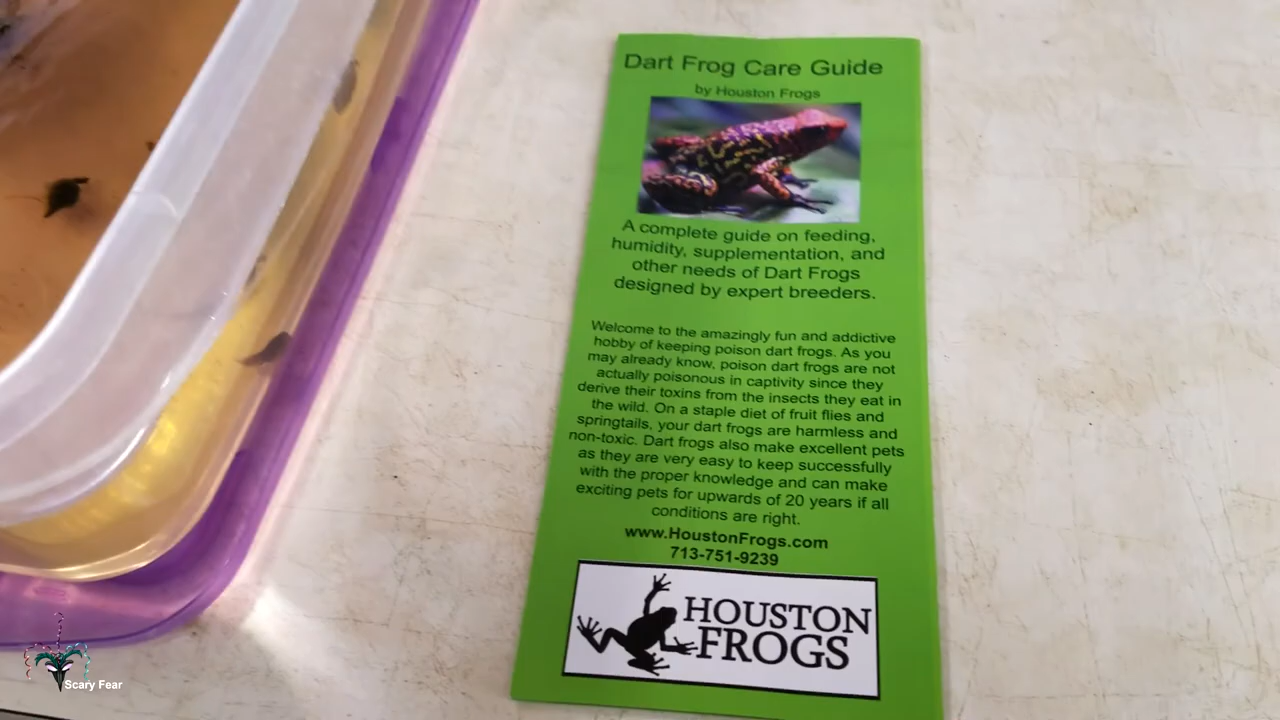 Dart Frog Care Guide
by Houston Frogs
A complete guide on feeding,
humidity, supplementation, and
other needs of Dart Frogs
designed by expert breeders.
Welcome to the amazingly fun and addictive
hobby of keeping poison dart frogs. As you
may already know, poison dart frogs are not
actually poisonous in captivity since they
derive their toxins from the insects they eat in
the wild. On a staple diet of fruit flies and
springtails, your dart frogs are harmless and
non-toxic. Dart frogs also make excellent pets
as they are very easy to keep successfully
with the proper knowledge and can make
exciting pets for upwards of 20 years if all
conditions are right.
www.HoustonFrogs.com
713-751-9239
HOUSTON
FROGS
Scary Fear